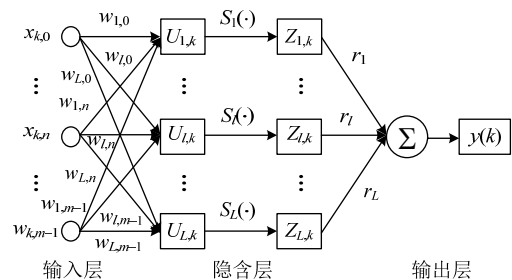 x_{k,0} w_{1,0} U_{1,k} S_1(·) Z_{1,k}
w_{l,0} r_1
w_{L,0}
⋮ ⋮ ⋮
w_{1,n}
x_{k,n} w_{l,n} U_{l,k} S_l(·) Z_{l,k} r_l Σ y(k)
w_{L,n}
⋮ ⋮ ⋮
w_{1,m−1} w_{l,m−1} r_L
w_{k,m−1} w_{L,m−1} U_{L,k} S_L(·) Z_{L,k}
输入层 隐含层 输出层